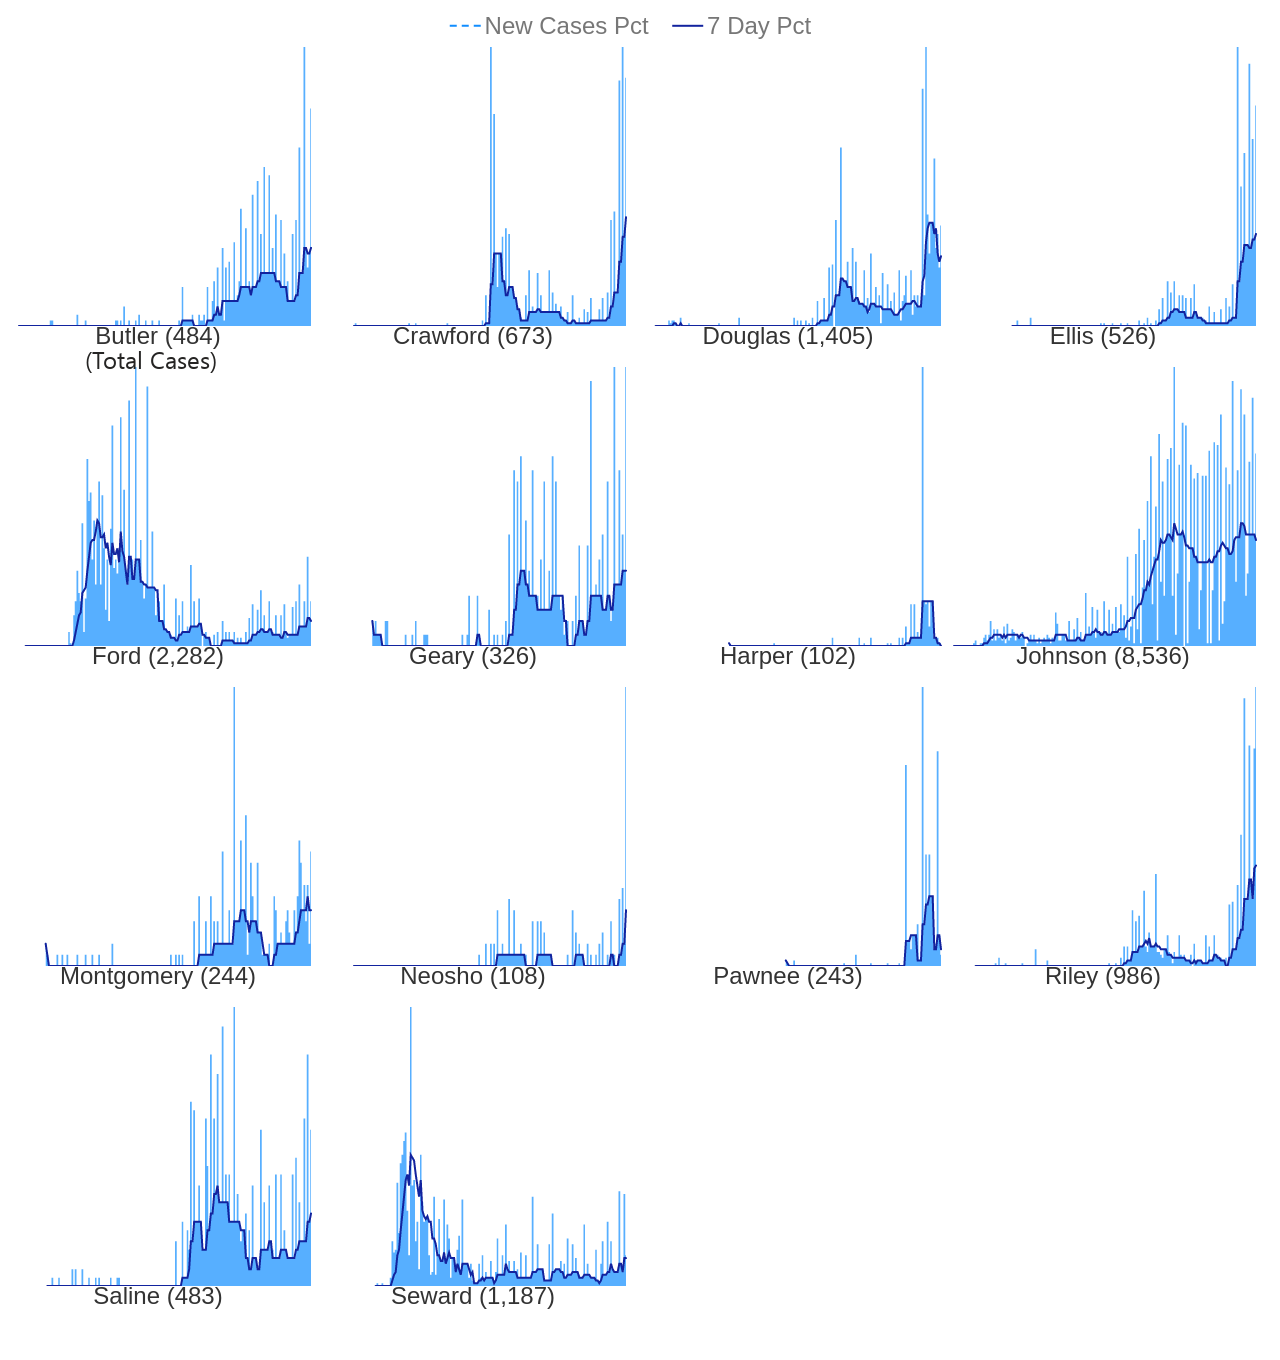 New Cases Pct 7 Day Pct
Butler (484) Crawford (673) Douglas (1,405) Ellis (526)
(Total Cases)
Ford (2,282) Geary (326) Harper (102) Johnson (8,536)
Montgomery (244) Neosho (108) Pawnee (243) Riley (986)
Saline (483) Seward (1,187)